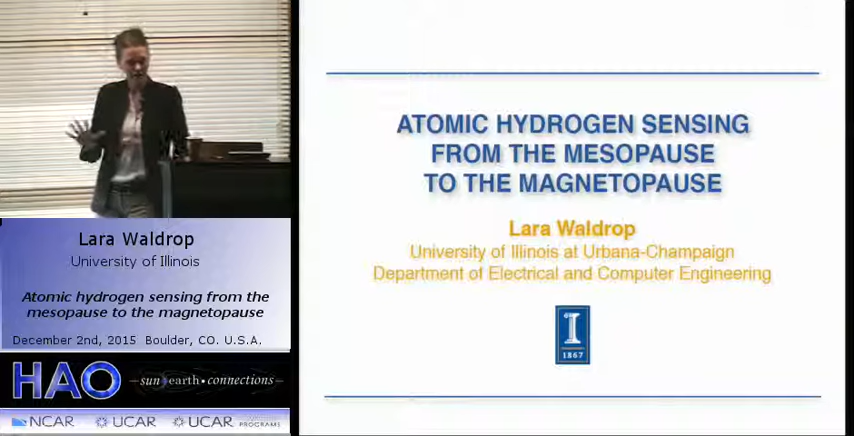 ATOMIC HYDROGEN SENSING
FROM THE MESOPAUSE
TO THE MAGNETOPAUSE
Lara Waldrop
University of Illinois at Urbana-Champaign
Department of Electrical and Computer Engineering
I
1867
Lara Waldrop
University of Illinois
Atomic hydrogen sensing from the
mesopause to the magnetopause
December 2nd, 2015 Boulder, CO. U.S.A.
HAO
sun•earth•connections
NCAR UCAR UCAR
PROGRAMS